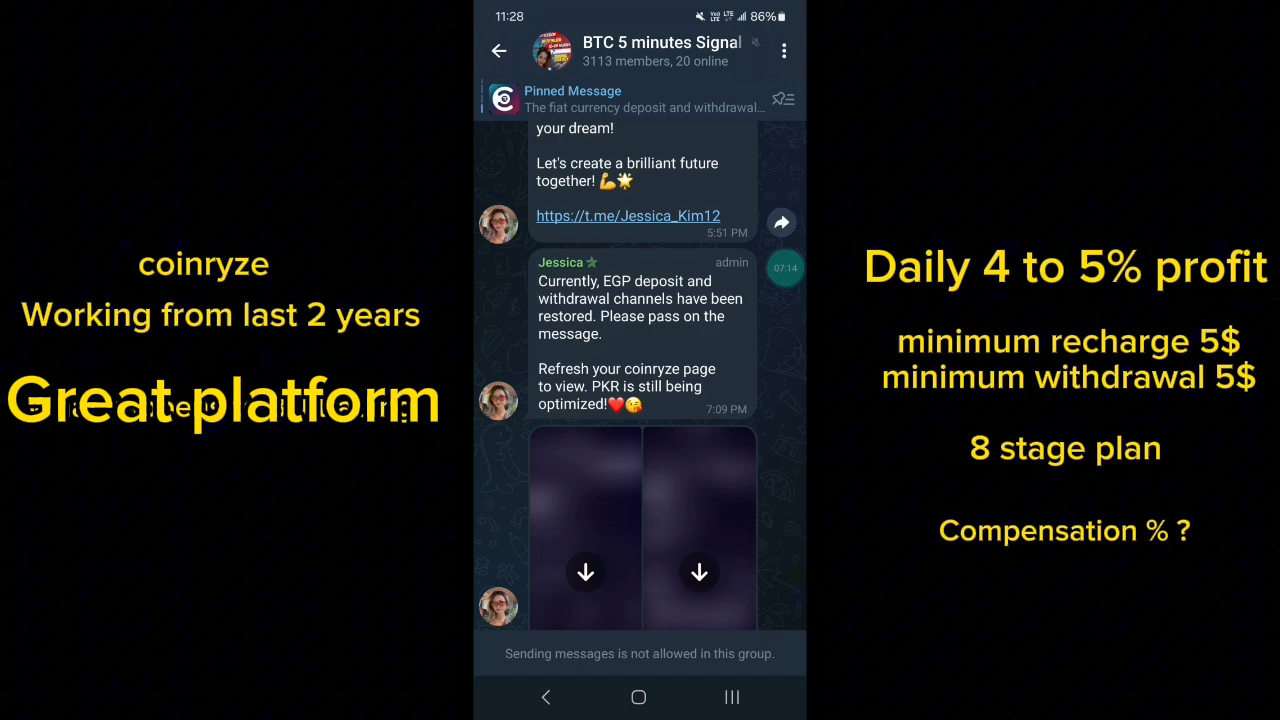 11:28
VoD LTE LTE 86%
BTC 5 minutes Signal
3113 members, 20 online
Pinned Message
The fiat currency deposit and withdrawal...
your dream!
Let's create a brilliant future
together! 💪🌟
https://t.me/Jessica_Kim12
5:51 PM
Jessica
admin
07:14
Currently, EGP deposit and
withdrawal channels have been
restored. Please pass on the
message.
Refresh your coinryze page
to view. PKR is still being
optimized!❤️😘
7:09 PM
Sending messages is not allowed in this group.
coinryze
Working from last 2 years
Great platform
Daily 4 to 5% profit
minimum recharge 5$
minimum withdrawal 5$
8 stage plan
Compensation % ?